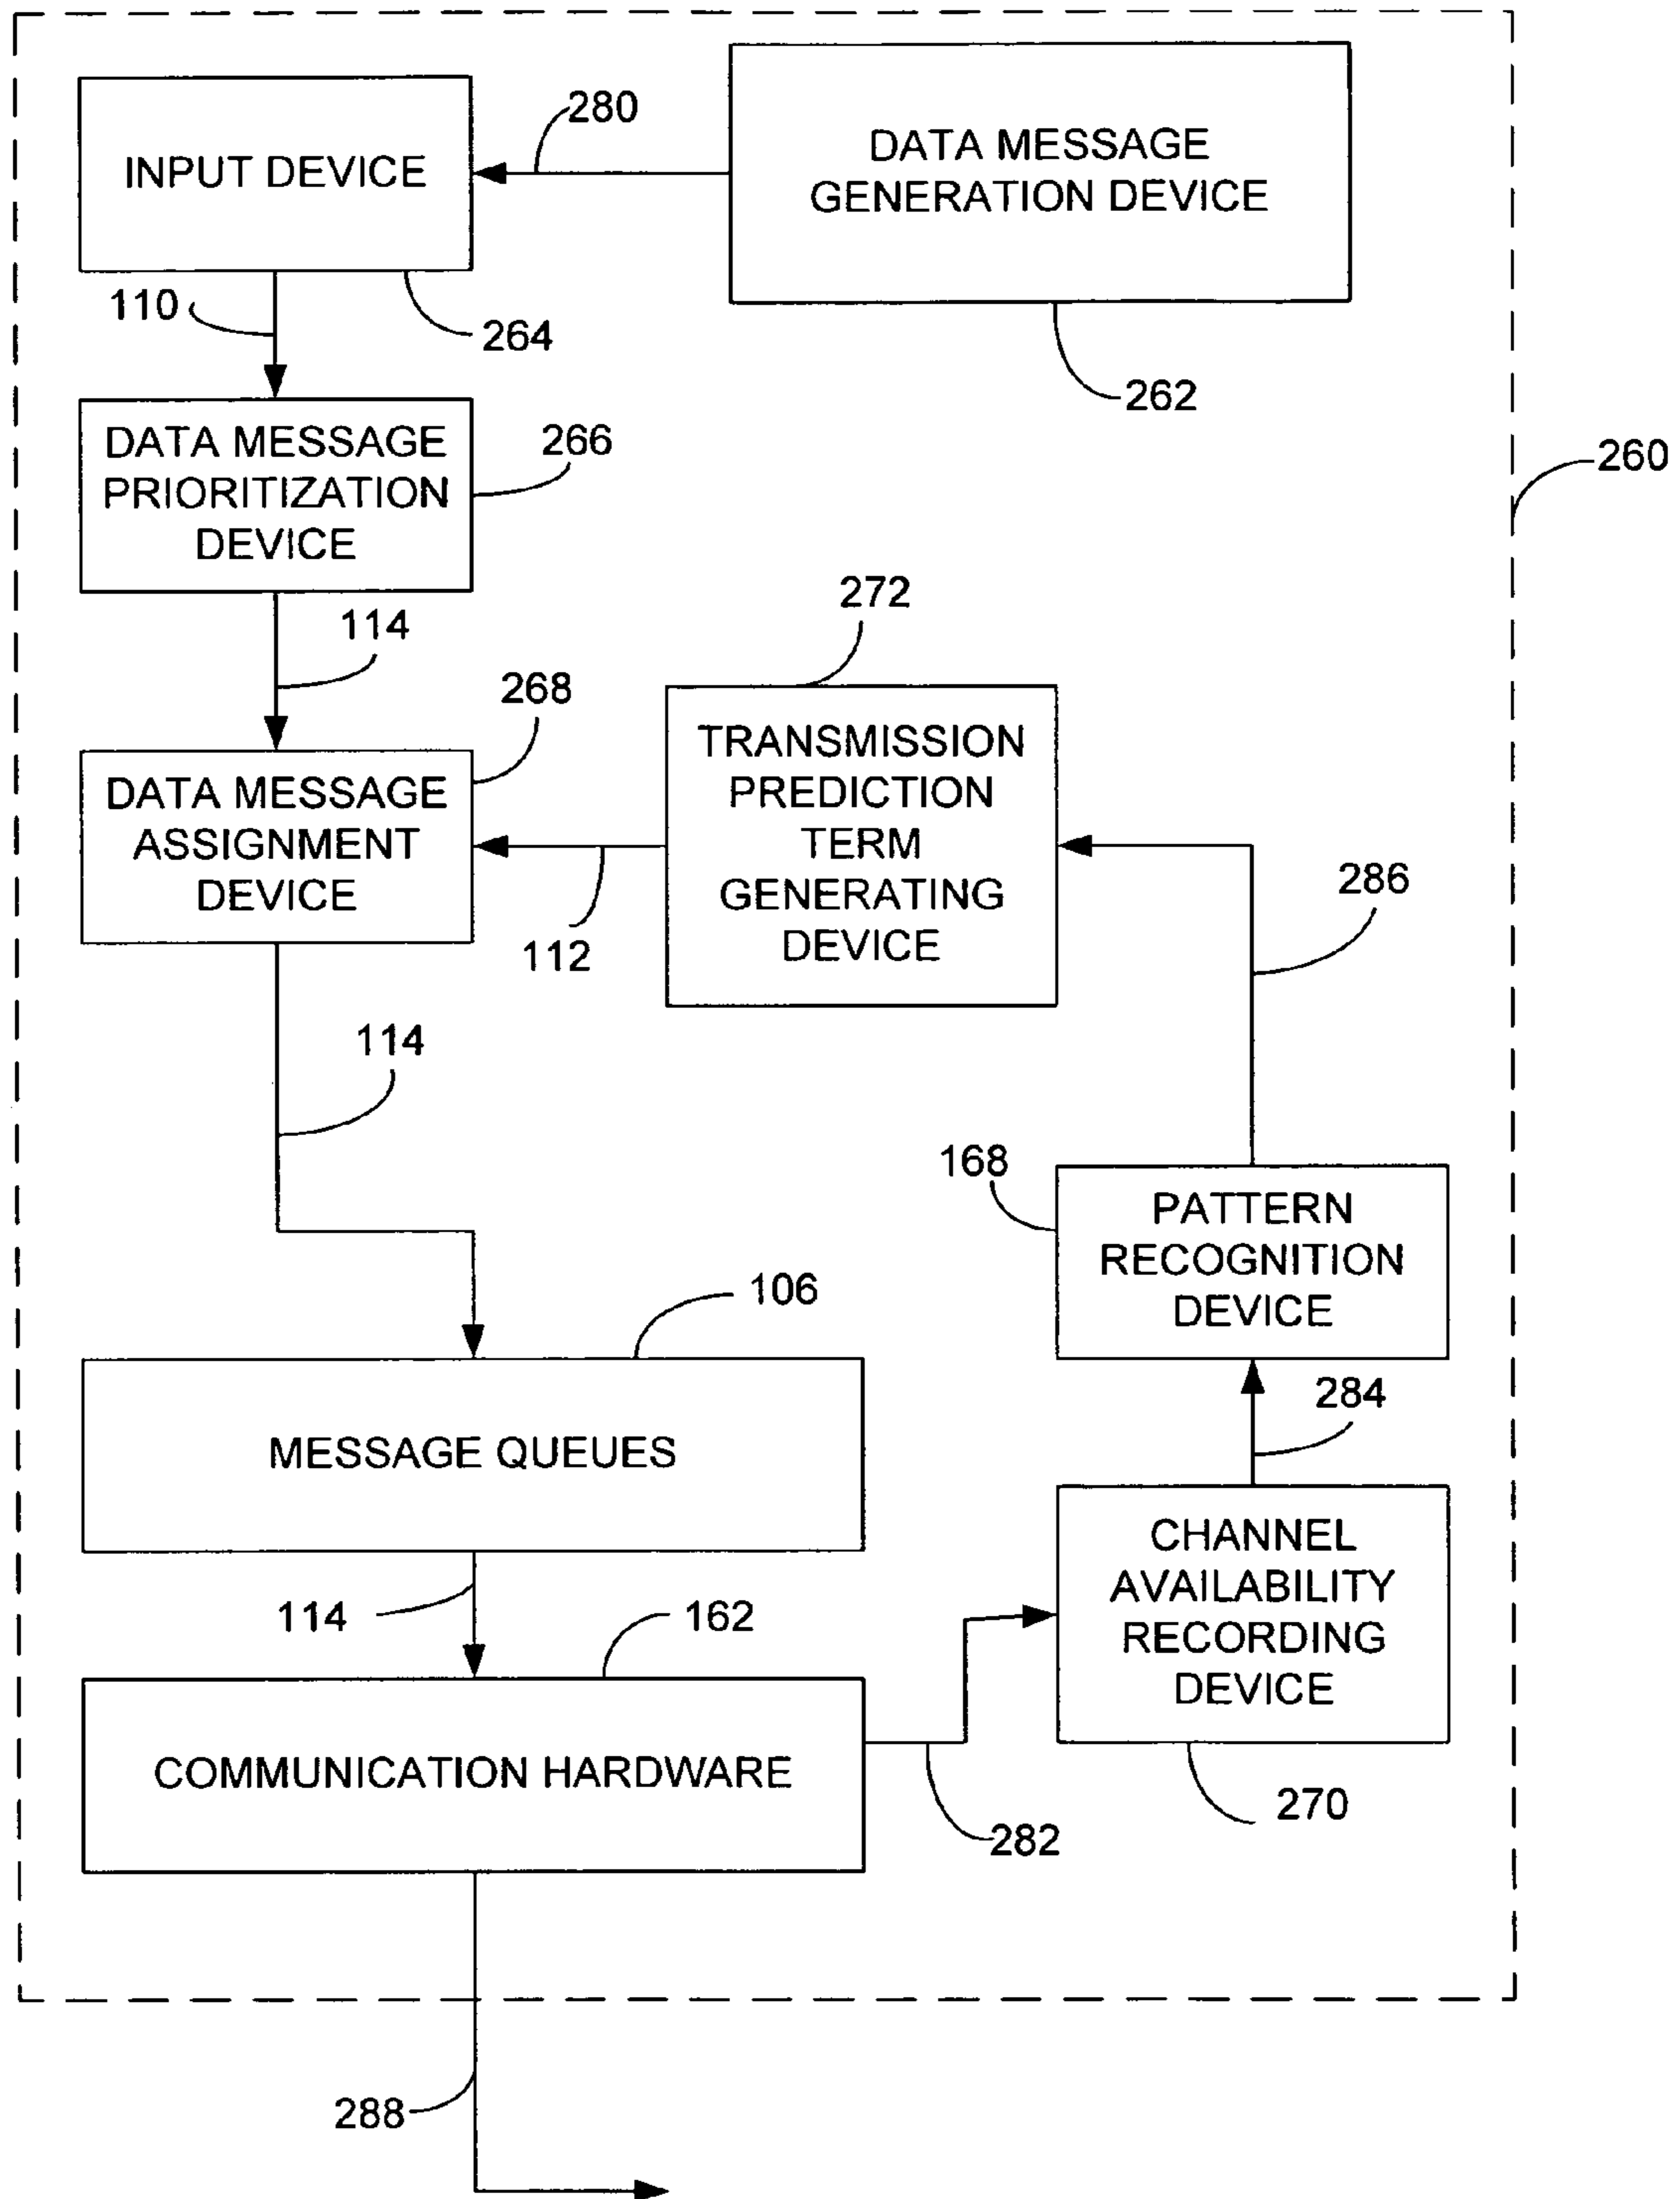 280
DATA MESSAGE
GENERATION DEVICE
INPUT DEVICE
110
264
262
DATA MESSAGE
PRIORITIZATION
DEVICE
266
260
114
272
268
DATA MESSAGE
ASSIGNMENT
DEVICE
TRANSMISSION
PREDICTION
TERM
GENERATING
DEVICE
112
286
114
168
PATTERN
RECOGNITION
DEVICE
106
284
MESSAGE QUEUES
CHANNEL
AVAILABILITY
RECORDING
DEVICE
114
162
COMMUNICATION HARDWARE
282
270
288